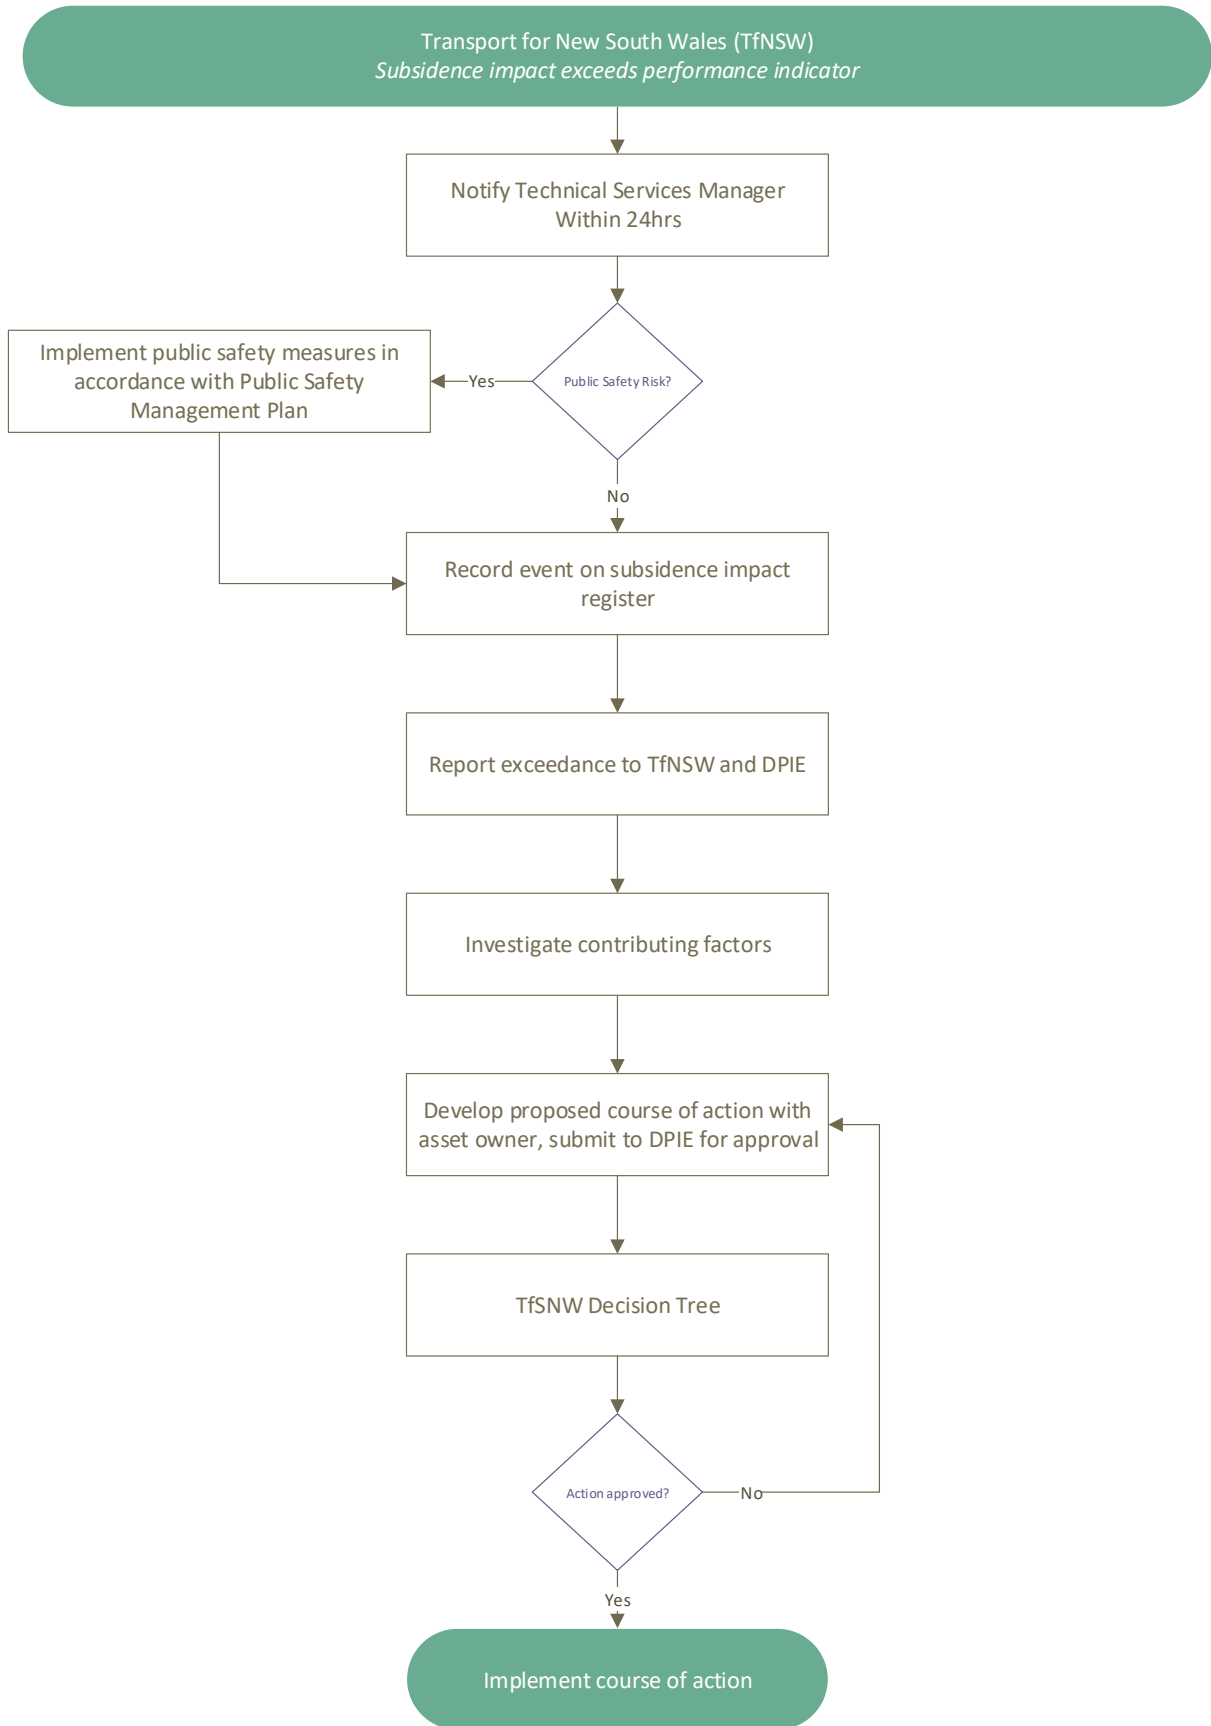 Transport for New South Wales (TfNSW)
Subsidence impact exceeds performance indicator
Notify Technical Services Manager
Within 24hrs
Public Safety Risk?
Yes
Implement public safety measures in
accordance with Public Safety
Management Plan
No
Record event on subsidence impact
register
Report exceedance to TfNSW and DPIE
Investigate contributing factors
Develop proposed course of action with
asset owner, submit to DPIE for approval
TfSNW Decision Tree
Action approved?
No
Yes
Implement course of action